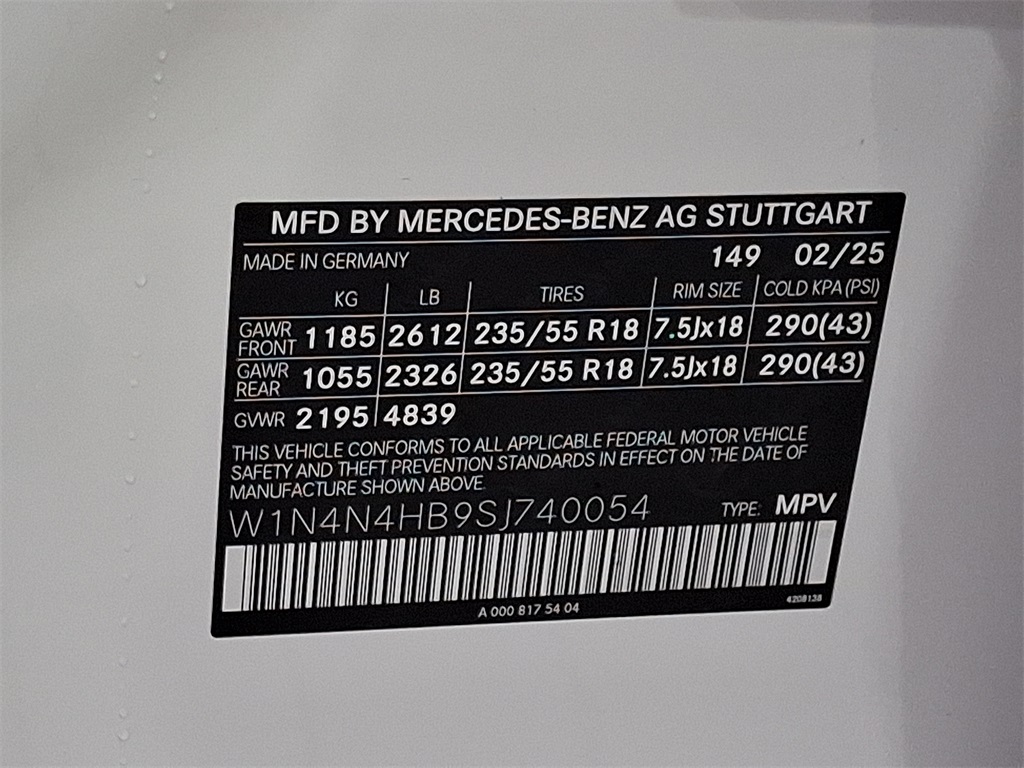 MFD BY MERCEDES-BENZ AG STUTTGART
MADE IN GERMANY 149 02/25
KG LB TIRES RIM SIZE COLD KPA (PSI)
GAWR FRONT 1185 2612 235/55 R18 7.5Jx18 290(43)
GAWR REAR 1055 2326 235/55 R18 7.5Jx18 290(43)
GVWR 2195 4839
THIS VEHICLE CONFORMS TO ALL APPLICABLE FEDERAL MOTOR VEHICLE
SAFETY AND THEFT PREVENTION STANDARDS IN EFFECT ON THE DATE OF
MANUFACTURE SHOWN ABOVE.
W1N4N4HB9SJ740054 TYPE: MPV
A 000 817 54 04 4208138